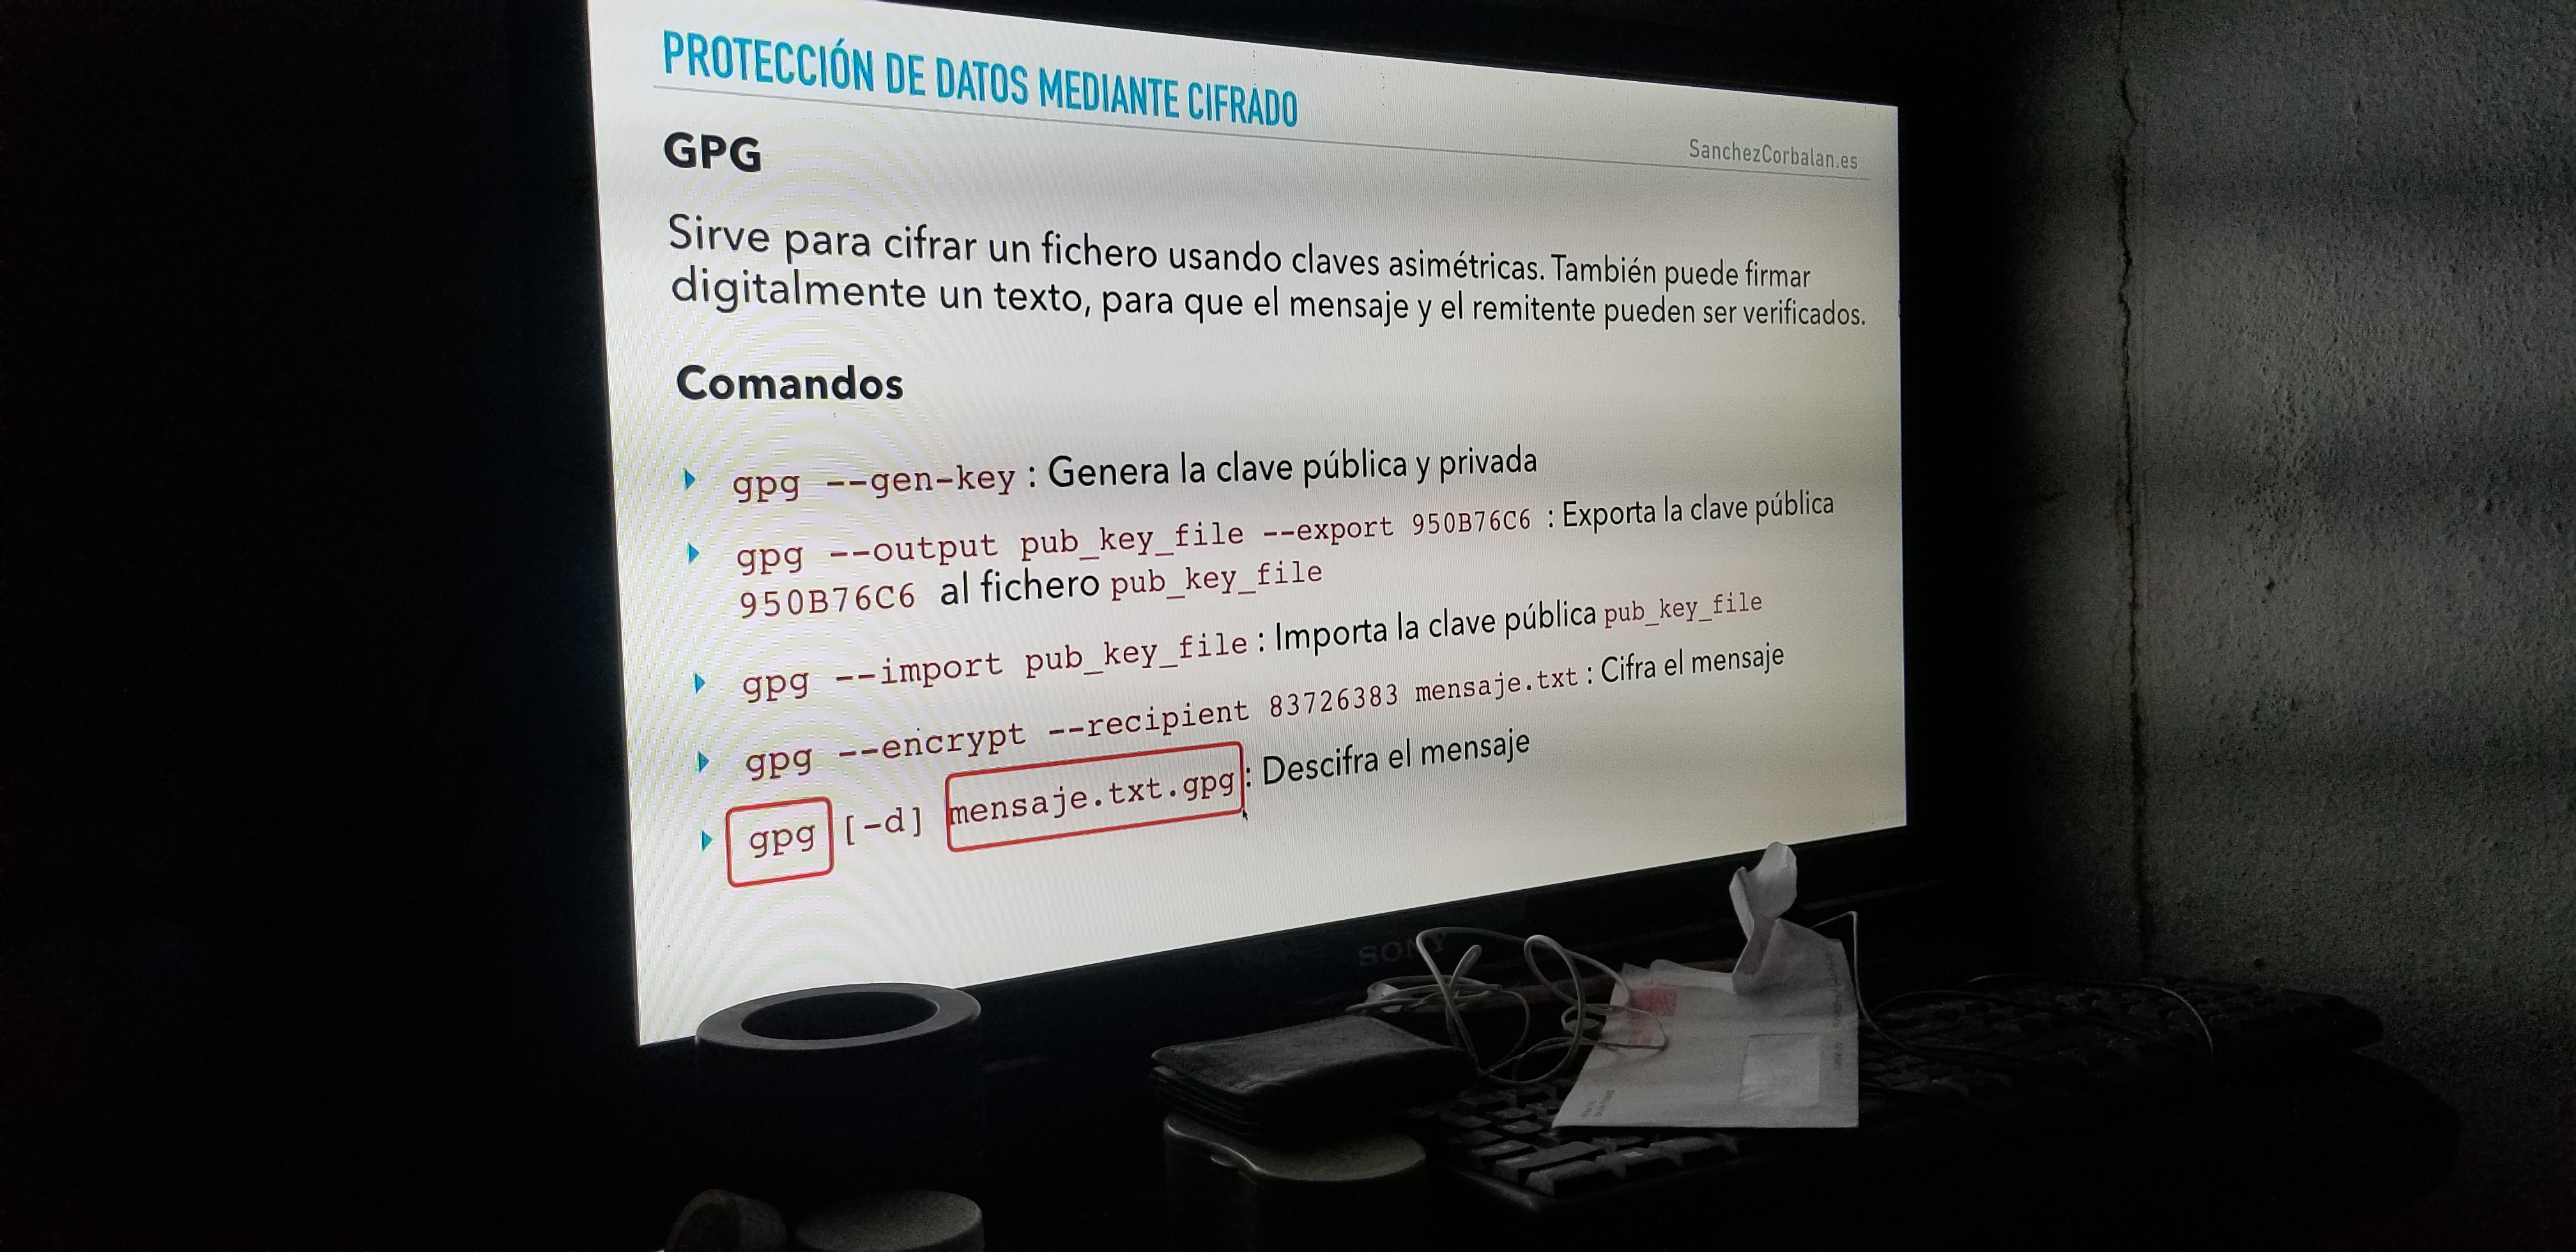 PROTECCIÓN DE DATOS MEDIANTE CIFRADO
SanchezCorbalan.es
GPG
Sirve para cifrar un fichero usando claves asimétricas. También puede firmar
digitalmente un texto, para que el mensaje y el remitente pueden ser verificados.
Comandos
gpg --gen-key : Genera la clave pública y privada
gpg --output pub_key_file --export 950B76C6 : Exporta la clave pública
950B76C6 al fichero pub_key_file
gpg --import pub_key_file : Importa la clave pública pub_key_file
gpg --encrypt --recipient 83726383 mensaje.txt : Cifra el mensaje
gpg [-d] mensaje.txt.gpg : Descifra el mensaje
SONY